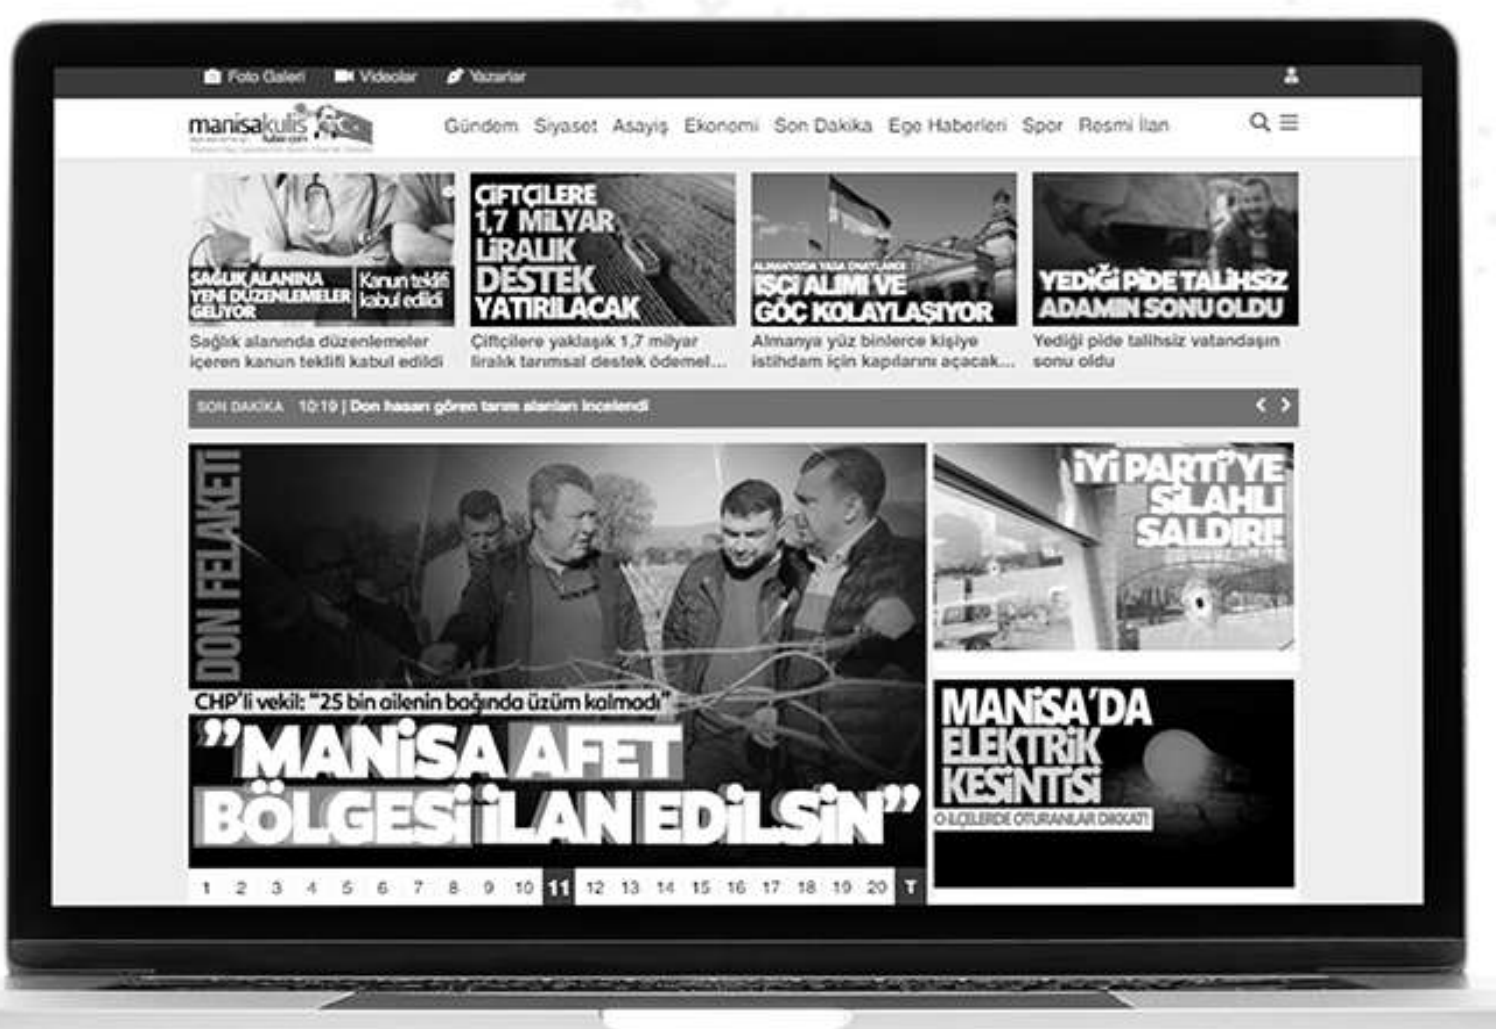 Foto Galeri Videolar Yazarlar
manisakulis
haber.com
Gündem Siyaset Asayiş Ekonomi Son Dakika Ege Haberleri Spor Resmi İlan
SAĞLIK ALANINA
YENİ DÜZENLEMELER
GELİYOR
Kanun teklifi
kabul edildi
Sağlık alanında düzenlemeler
içeren kanun teklifi kabul edildi
ÇİFTÇİLERE
1,7 MİLYAR
LİRALIK
DESTEK
YATIRILACAK
Çiftçilere yaklaşık 1,7 milyar
liralık tarımsal destek ödemel...
ALMANYA'DA YASA ONAYLANDI
İŞÇİ ALIMI VE
GÖÇ KOLAYLAŞIYOR
Almanya yüz binlerce kişiye
istihdam için kapılarını açacak...
YEDİĞİ PİDE TALİHSİZ
ADAMIN SONU OLDU
Yediği pide talihsiz vatandaşın
sonu oldu
SON DAKİKA 10:19 | Don hasarı gören tarım alanları incelendi
DON FELAKETİ
CHP'li vekil: "25 bin ailenin bağında üzüm kalmadı"
"MANİSA AFET
BÖLGESİ İLAN EDİLSİN"
1 2 3 4 5 6 7 8 9 10 11 12 13 14 15 16 17 18 19 20 T
İYİ PARTİ'YE
SİLAHLI
SALDIRI!
MANİSA'DA
ELEKTRİK
KESİNTİSİ
O İLÇELERDE OTURANLAR DİKKAT!